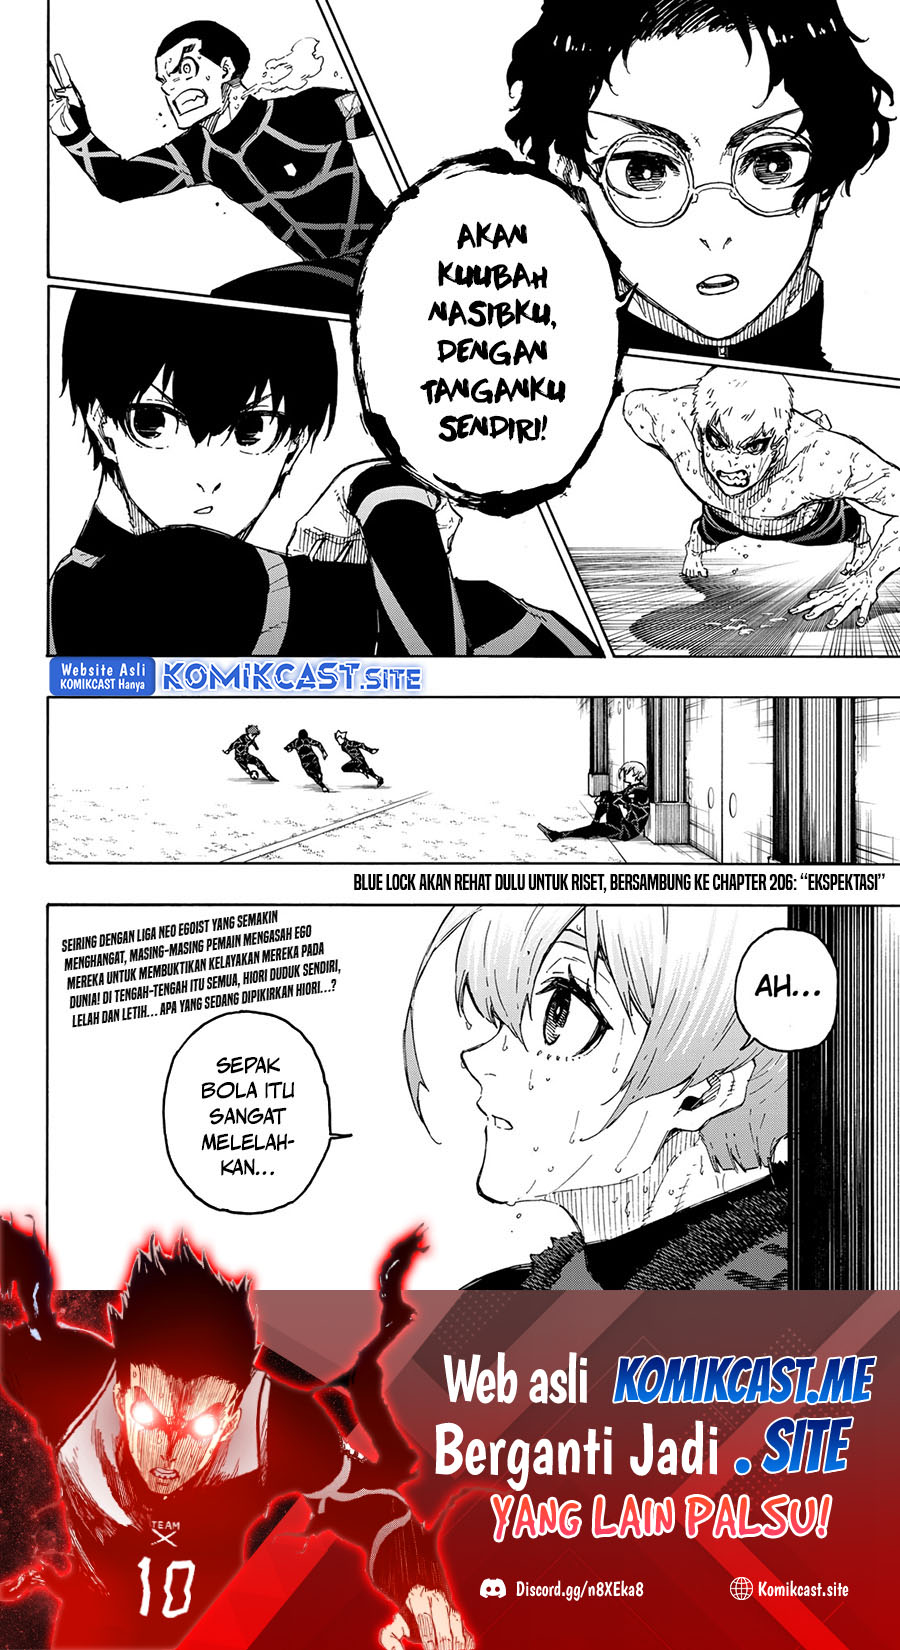 AKAN
KUUBAH
NASIBKU,
DENGAN
TANGANKU
SENDIRI!
Website Asli
KOMIKCAST Hanya
KOMIKCAST.SITE
BLUE LOCK AKAN REHAT DULU UNTUK RISET, BERSAMBUNG KE CHAPTER 206: “EKSPEKTASI”
SEIRING DENGAN LIGA NEO EGOIST YANG SEMAKIN
MENGHANGAT, MASING-MASING PEMAIN MENGASAH EGO
MEREKA UNTUK MEMBUKTIKAN KELAYAKAN MEREKA PADA
DUNIA! DI TENGAH-TENGAH ITU SEMUA, HIORI DUDUK SENDIRI,
LELAH DAN LETIH... APA YANG SEDANG DIPIKIRKAN HIORI...?
AH...
SEPAK
BOLA ITU
SANGAT
MELELAH-
KAN...
Web asli KOMIKCAST.ME
Berganti Jadi .SITE
YANG LAIN PALSU!
TEAM
X
10
Discord.gg/n8XEka8
Komikcast.site